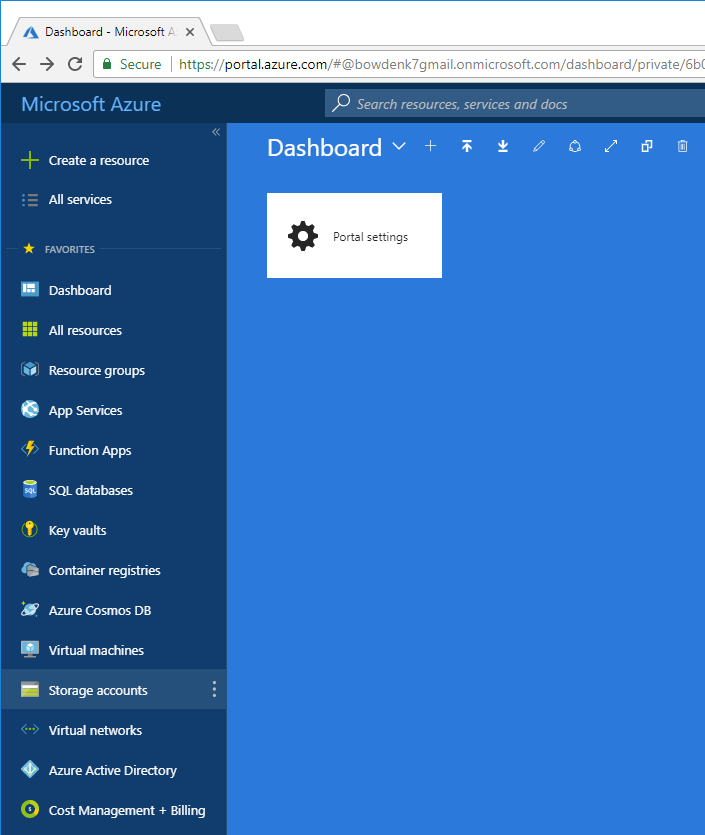 Dashboard - Microsoft A
Secure https://portal.azure.com/#@bowdenk7gmail.onmicrosoft.com/dashboard/private/6b0
Microsoft Azure
Search resources, services and docs
Create a resource
All services
FAVORITES
Dashboard
All resources
Resource groups
App Services
Function Apps
SQL
SQL databases
Key vaults
Container registries
Azure Cosmos DB
Virtual machines
Storage accounts
Virtual networks
Azure Active Directory
Cost Management + Billing
Dashboard
Portal settings